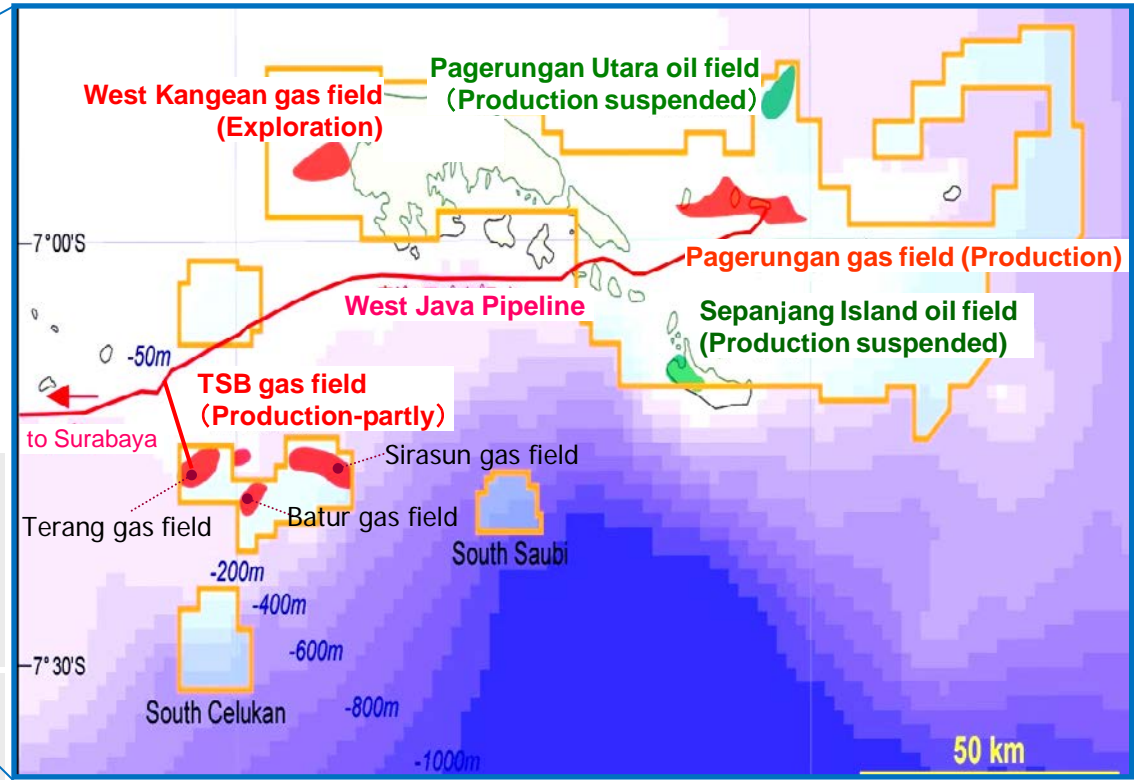 Pagerungan Utara oil field
（Production suspended）
West Kangean gas field
(Exploration)
7°00'S
Pagerungan gas field (Production)
West Java Pipeline
Sepanjang Island oil field
(Production suspended)
-50m
TSB gas field
（Production-partly）
to Surabaya
Sirasun gas field
Terang gas field
Batur gas field
South Saubi
-200m
-400m
-600m
7°30'S
South Celukan
-800m
-1000m
50 km